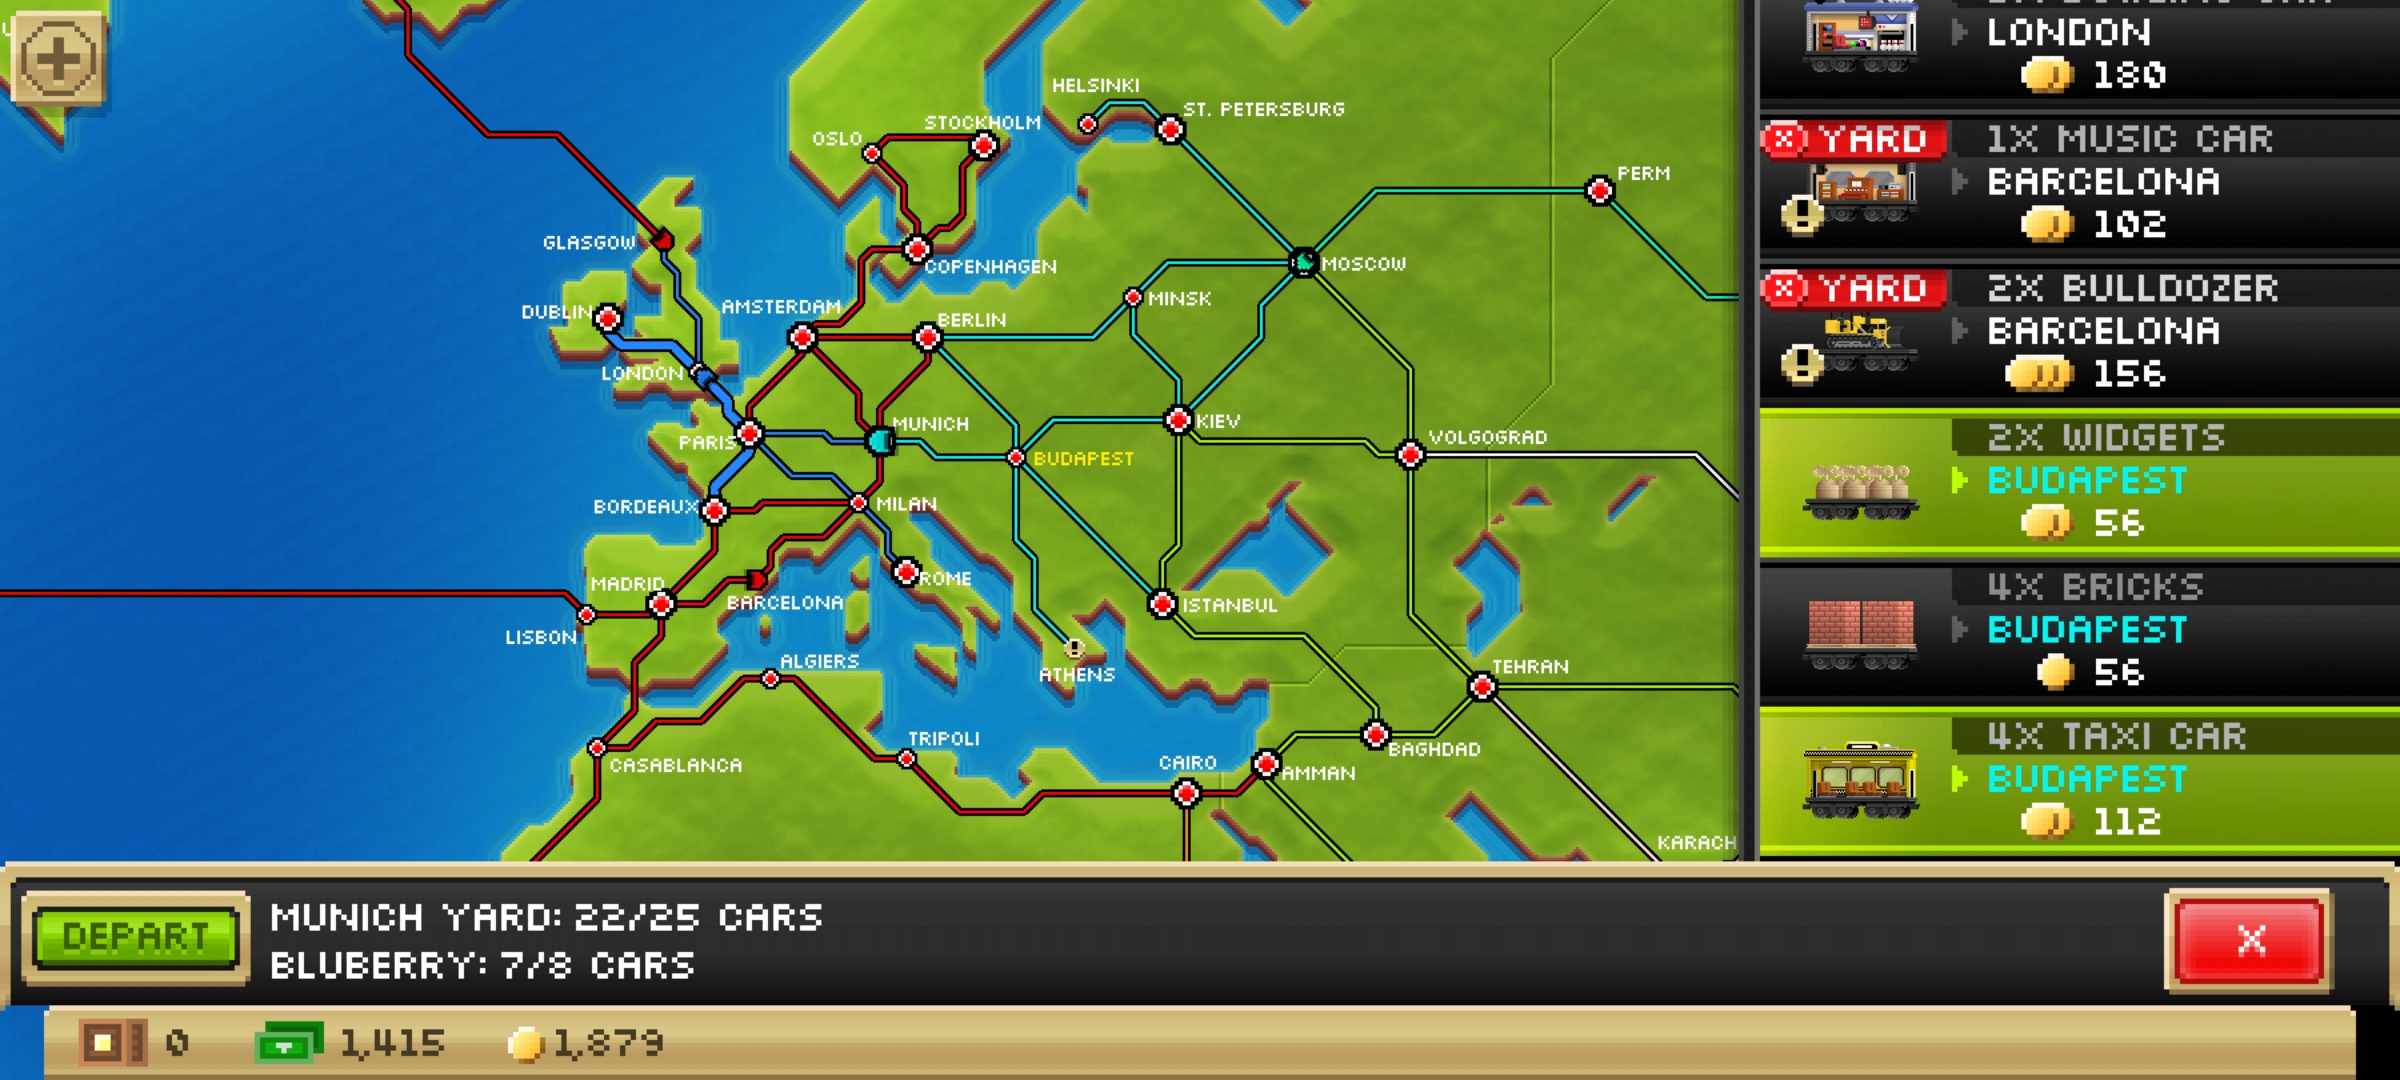 HELSINKI
ST. PETERSBURG
STOCKHOLM
OSLO
PERM
GLASGOW
COPENHAGEN
MOSCOW
MINSK
DUBLIN
AMSTERDAM
BERLIN
LONDON
MUNICH
KIEV
PARIS
VOLGOGRAD
BUDAPEST
BORDEAUX
MILAN
MADRID
ROME
BARCELONA
ISTANBUL
LISBON
ALGIERS
ATHENS
TEHRAN
TRIPOLI
CASABLANCA
CAIRO
BAGHDAD
AMMAN
KARACH
LONDON
180
YARD
1X MUSIC CAR
BARCELONA
102
YARD
2X BULLDOZER
BARCELONA
156
2X WIDGETS
BUDAPEST
56
4X BRICKS
BUDAPEST
56
4X TAXI CAR
BUDAPEST
112
DEPART
MUNICH YARD: 22/25 CARS
BLUBERRY: 7/8 CARS
X
0
1,415
1,879